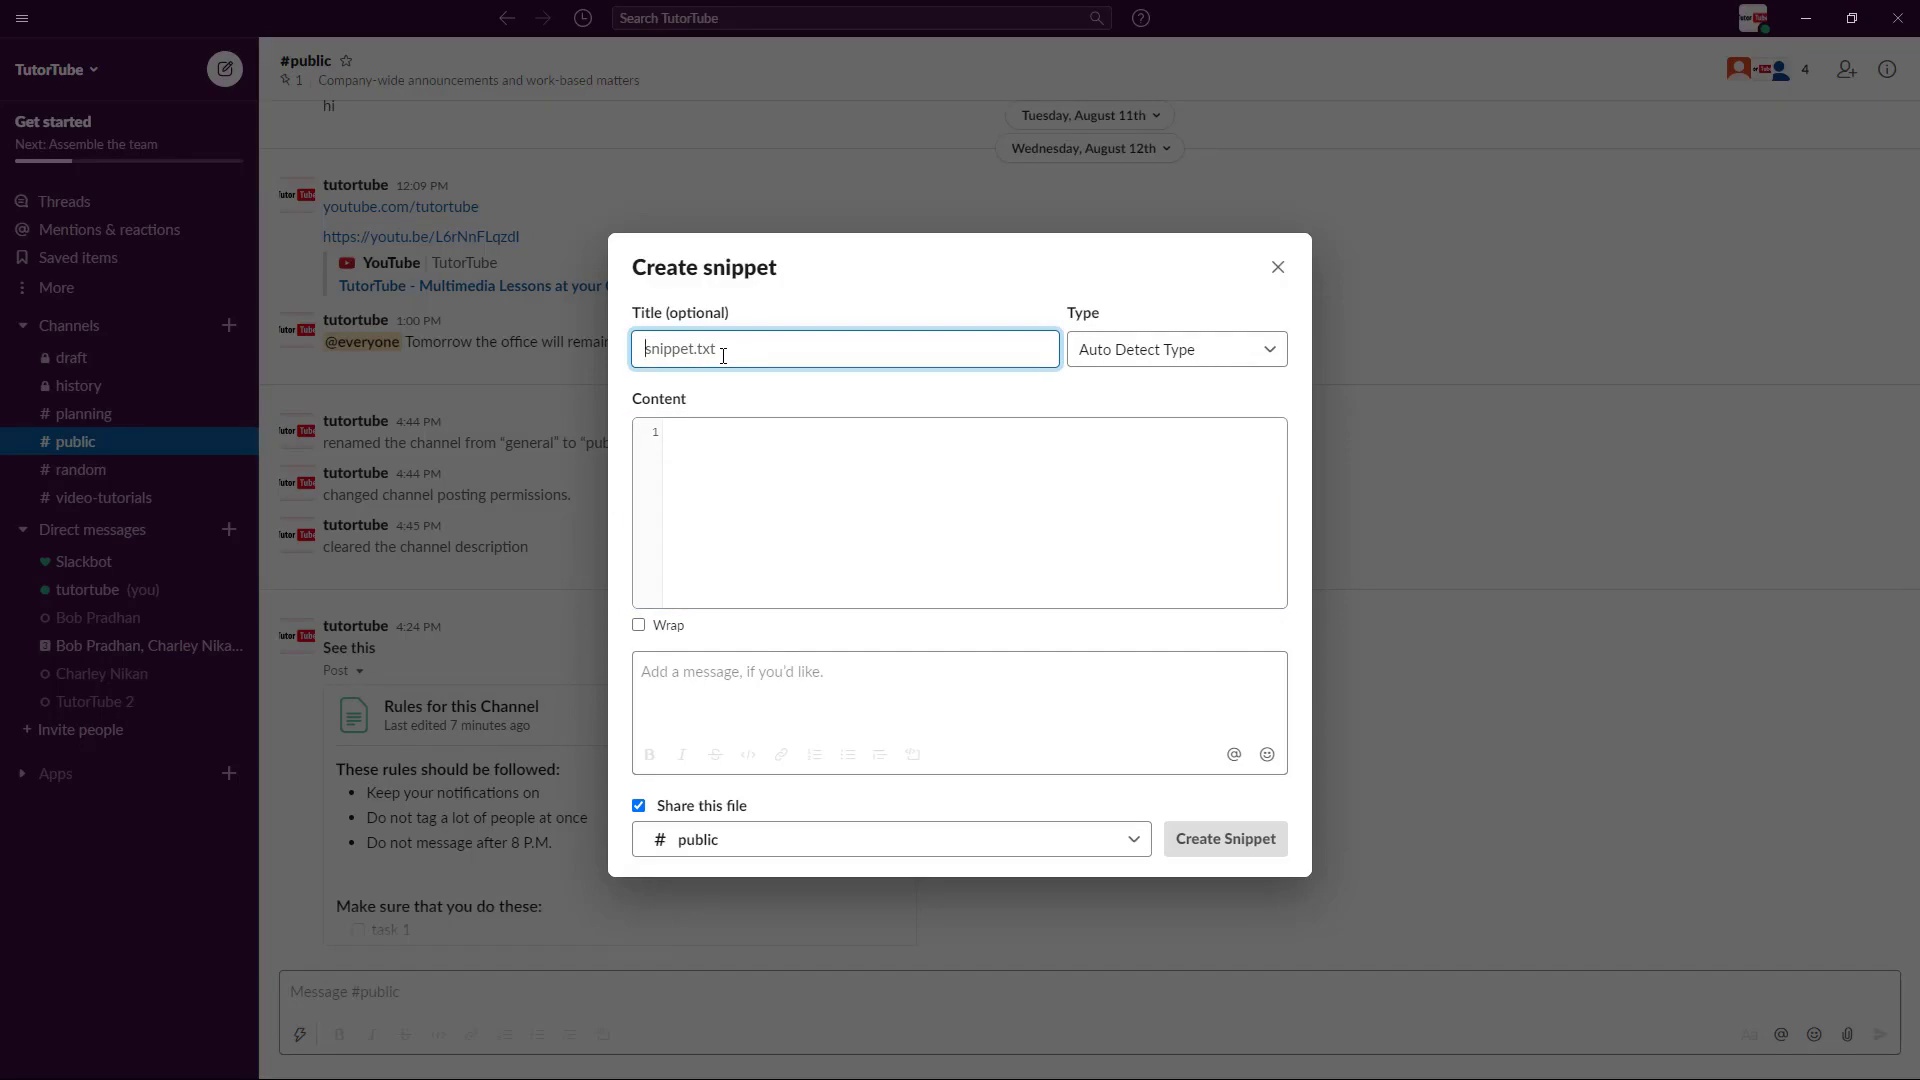 Search TutorTube
TutorTube
Get started
Next: Assemble the team
Threads
Mentions & reactions
Saved items
More
Channels
draft
history
# planning
# public
# random
# video-tutorials
Direct messages
Slackbot
tutortube (you)
Bob Pradhan
3 Bob Pradhan, Charley Nika...
Charley Nikan
TutorTube 2
+ Invite people
Apps
#public
1 Company-wide announcements and work-based matters
4
hi
Tuesday, August 11th
Wednesday, August 12th
tutortube 12:09 PM
youtube.com/tutortube
https://youtu.be/L6rNnFLqzdI
YouTube TutorTube
TutorTube - Multimedia Lessons at your
tutortube 1:00 PM
@everyone Tomorrow the office will remai
tutortube 4:44 PM
renamed the channel from “general” to “pub
tutortube 4:44 PM
changed channel posting permissions.
tutortube 4:45 PM
cleared the channel description
tutortube 4:24 PM
See this
Post
Rules for this Channel
Last edited 7 minutes ago
These rules should be followed:
• Keep your notifications on
• Do not tag a lot of people at once
• Do not message after 8 P.M.
Make sure that you do these:
task 1
Message #public
Create snippet
Title (optional)
Type
snippet.txt
Auto Detect Type
Content
1
Wrap
Add a message, if you’d like.
Share this file
# public
Create Snippet